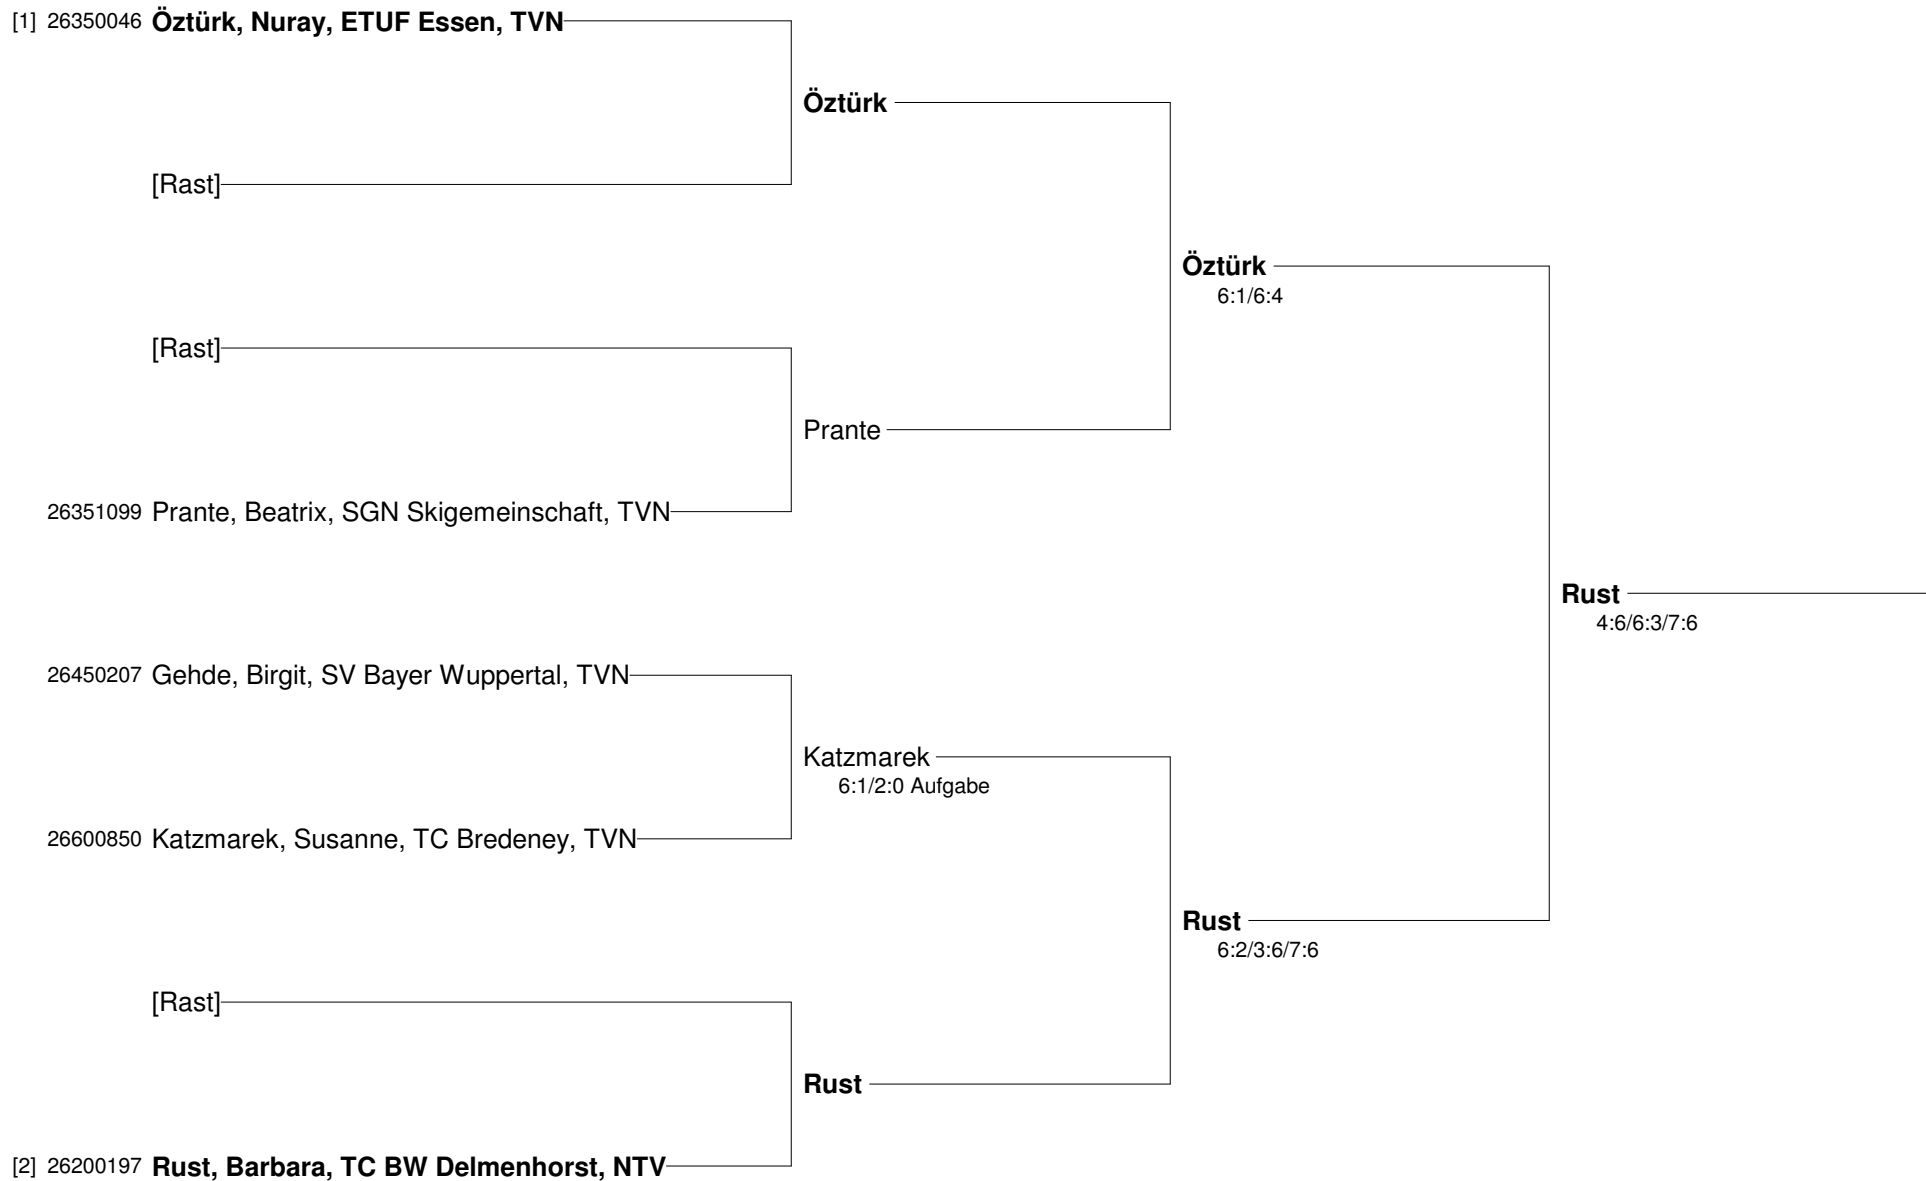 [1] 26350046 Öztürk, Nuray, ETUF Essen, TVN
Öztürk
[Rast]
Öztürk
6:1/6:4
[Rast]
Prante
26351099 Prante, Beatrix, SGN Skigemeinschaft, TVN
Rust
4:6/6:3/7:6
26450207 Gehde, Birgit, SV Bayer Wuppertal, TVN
Katzmarek
6:1/2:0 Aufgabe
26600850 Katzmarek, Susanne, TC Bredeney, TVN
Rust
6:2/3:6/7:6
[Rast]
Rust
[2] 26200197 Rust, Barbara, TC BW Delmenhorst, NTV